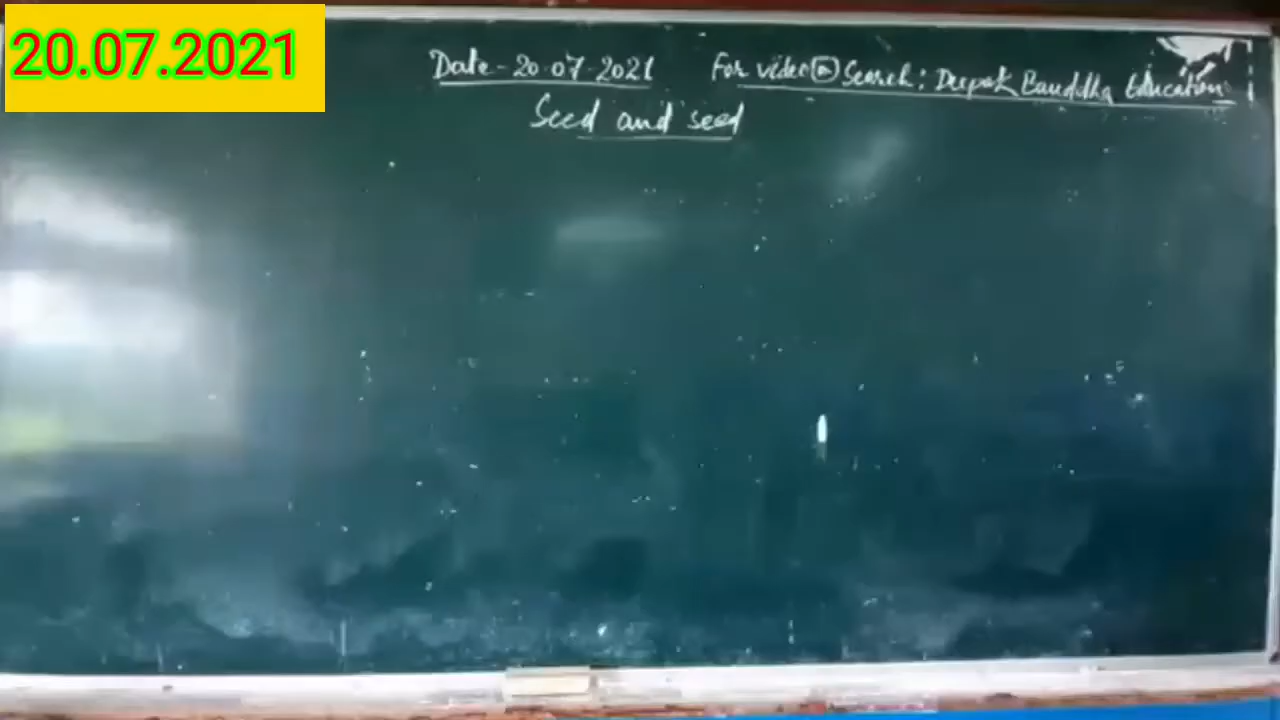 20.07.2021
Date - 20.07.2021 For video Search: Deepak Bauddha Education
Seed and seed